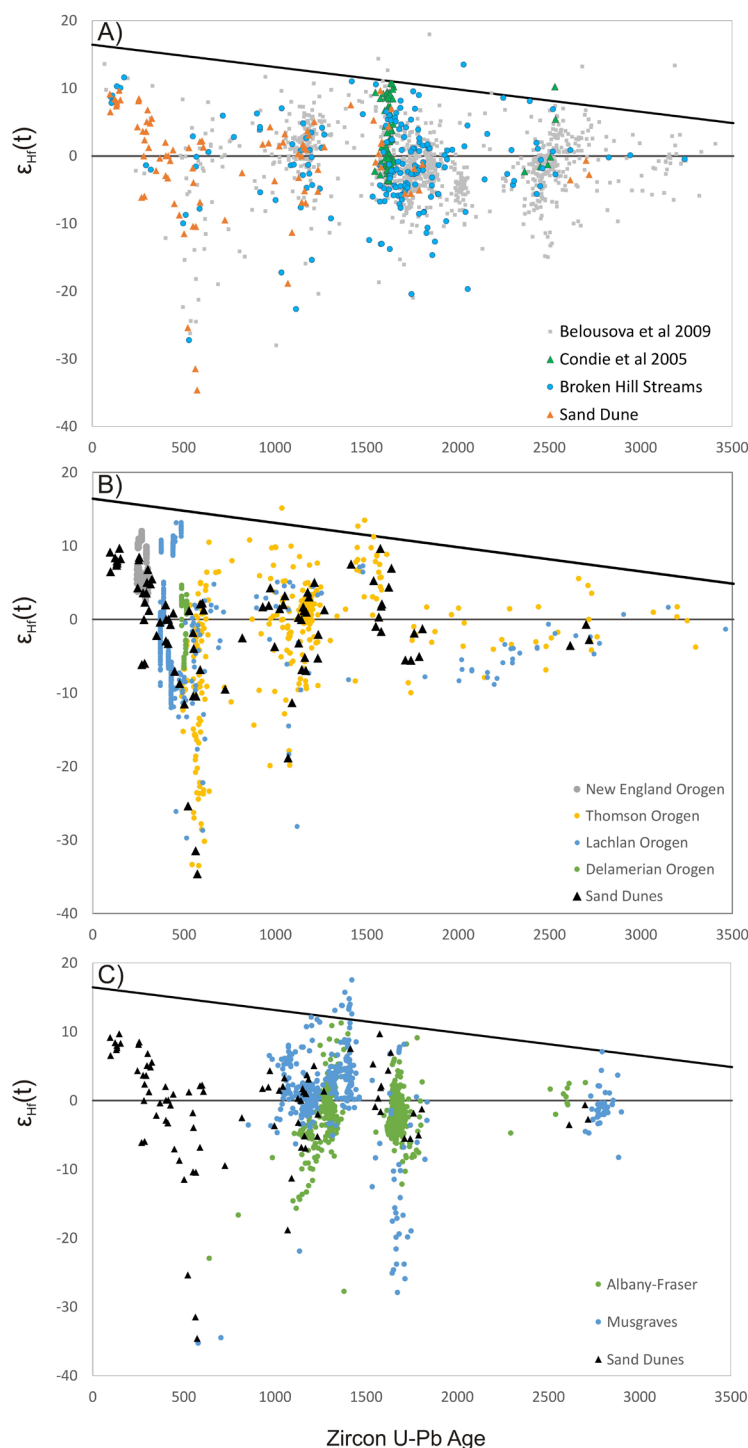 A)
20
10
0
-10
-20
-30
-40
εHf(t)
Belousova et al 2009
Condie et al 2005
Broken Hill Streams
Sand Dune
0 500 1000 1500 2000 2500 3000 3500
B)
20
10
0
-10
-20
-30
-40
εHf(t)
New England Orogen
Thomson Orogen
Lachlan Orogen
Delamerian Orogen
Sand Dunes
0 500 1000 1500 2000 2500 3000 3500
C)
20
10
0
-10
-20
-30
-40
εHf(t)
Albany-Fraser
Musgraves
Sand Dunes
0 500 1000 1500 2000 2500 3000 3500
Zircon U-Pb Age